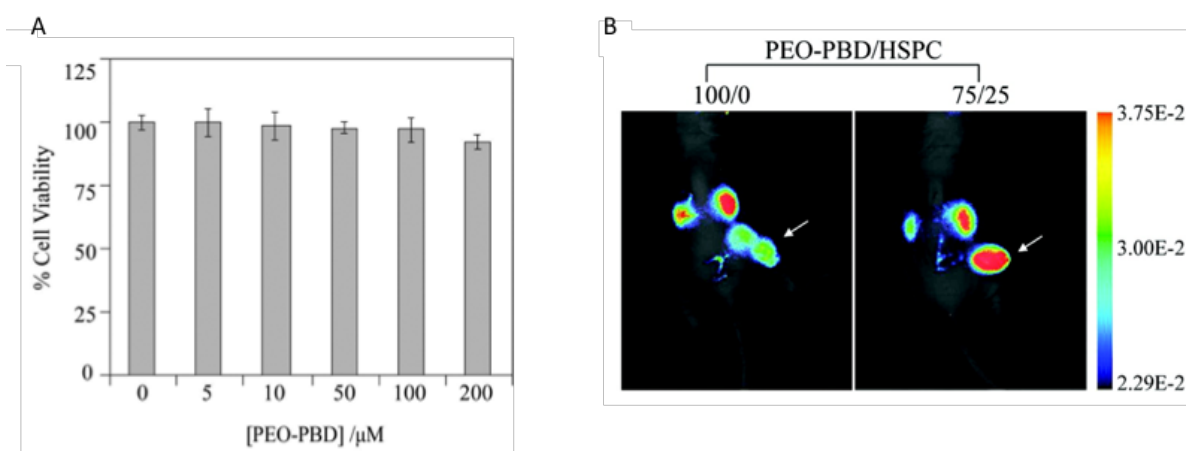 A
125
100
75
50
25
0
% Cell Viability
0 5 10 50 100 200
[PEO-PBD] /μM
B
PEO-PBD/HSPC
100/0 75/25
3.75E-2
3.00E-2
2.29E-2